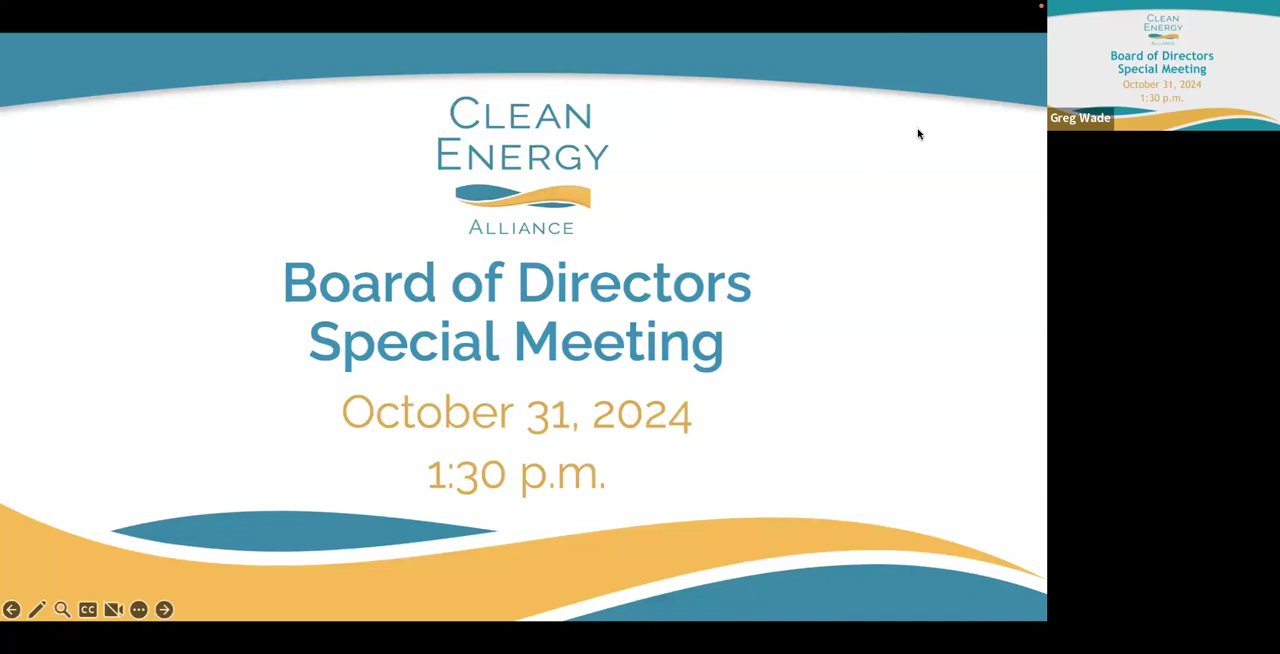 CLEAN
ENERGY
ALLIANCE
Board of Directors
Special Meeting
October 31, 2024
1:30 p.m.
CC
CLEAN
ENERGY
ALLIANCE
Board of Directors
Special Meeting
October 31, 2024
1:30 p.m.
Greg Wade